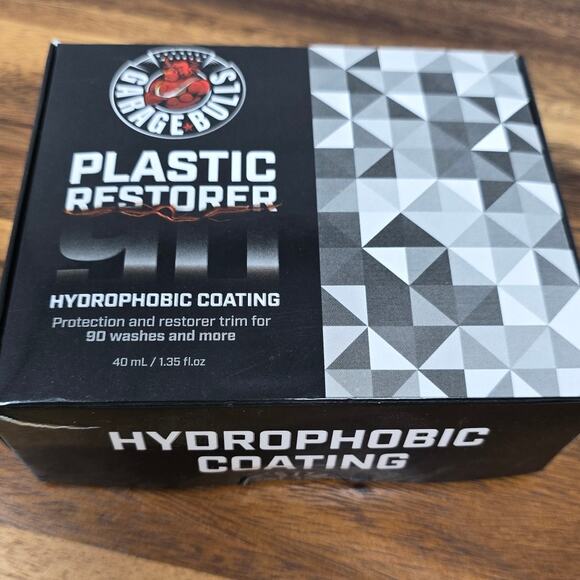 GARAGE BULLS
PLASTIC
RESTORER
90
HYDROPHOBIC COATING
Protection and restorer trim for
90 washes and more
40 mL / 1.35 fl.oz
HYDROPHOBIC
COATING